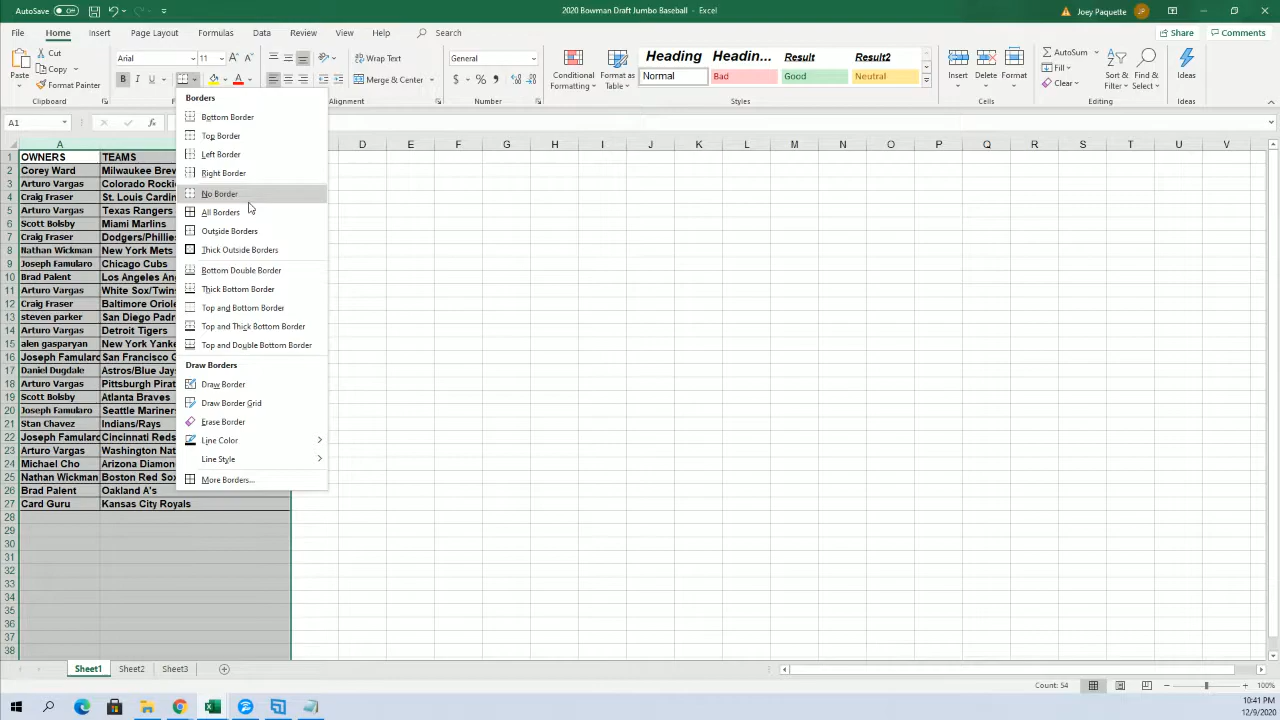 AutoSave Off 2020 Bowman Draft Jumbo Baseball - Excel Joey Paquette JP
File Home Insert Page Layout Formulas Data Review View Help Search Share Comments
Paste Cut Copy Format Painter Clipboard
Arial 11 B I U
Wrap Text Merge & Center Alignment
General $ % Number
Conditional Formatting Format as Table
Heading Headin... Result Result2
Normal Bad Good Neutral
Styles
Insert Delete Format Cells
AutoSum Fill Clear Sort & Filter Find & Select Editing
Ideas Ideas
A1 fx
A D E F G H I J K L M N O P Q R S T U V
1 OWNERS TEAMS
2 Corey Ward Milwaukee Brew
3 Arturo Vargas Colorado Rocki
4 Craig Fraser St. Louis Cardin
5 Arturo Vargas Texas Rangers
6 Scott Bolsby Miami Marlins
7 Craig Fraser Dodgers/Phillies
8 Nathan Wickman New York Mets
9 Joseph Famularo Chicago Cubs
10 Brad Palent Los Angeles Ang
11 Arturo Vargas White Sox/Twins
12 Craig Fraser Baltimore Oriole
13 steven parker San Diego Padr
14 Arturo Vargas Detroit Tigers
15 alen gasparyan New York Yanke
16 Joseph Famularo San Francisco G
17 Daniel Dugdale Astros/Blue Jays
18 Arturo Vargas Pittsburgh Pirat
19 Scott Bolsby Atlanta Braves
20 Joseph Famularo Seattle Mariners
21 Stan Chavez Indians/Rays
22 Joseph Famularo Cincinnati Reds
23 Arturo Vargas Washington Nat
24 Michael Cho Arizona Diamon
25 Nathan Wickman Boston Red Sox
26 Brad Palent Oakland A's
27 Card Guru Kansas City Royals
28
29
30
31
32
33
34
35
36
37
38
Borders
Bottom Border
Top Border
Left Border
Right Border
No Border
All Borders
Outside Borders
Thick Outside Borders
Bottom Double Border
Thick Bottom Border
Top and Bottom Border
Top and Thick Bottom Border
Top and Double Bottom Border
Draw Borders
Draw Border
Draw Border Grid
Erase Border
Line Color
Line Style
More Borders...
Sheet1 Sheet2 Sheet3
Count: 54 100%
10:41 PM
12/9/2020